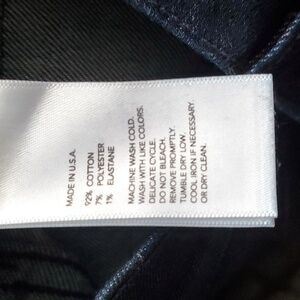 MADE IN U.S.A.
92% COTTON
7% POLYESTER
1% ELASTANE
MACHINE WASH COLD.
WASH WITH LIKE COLORS.
DELICATE CYCLE.
DO NOT BLEACH.
REMOVE PROMPTLY.
TUMBLE DRY LOW.
COOL IRON IF NECESSARY.
OR DRY CLEAN.